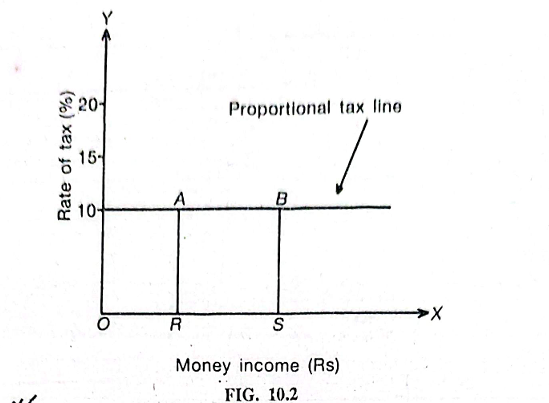 Y
Rate of tax (%)
20
Proportional tax line
15
A
B
10
O
R
S
X
Money income (Rs)
FIG. 10.2